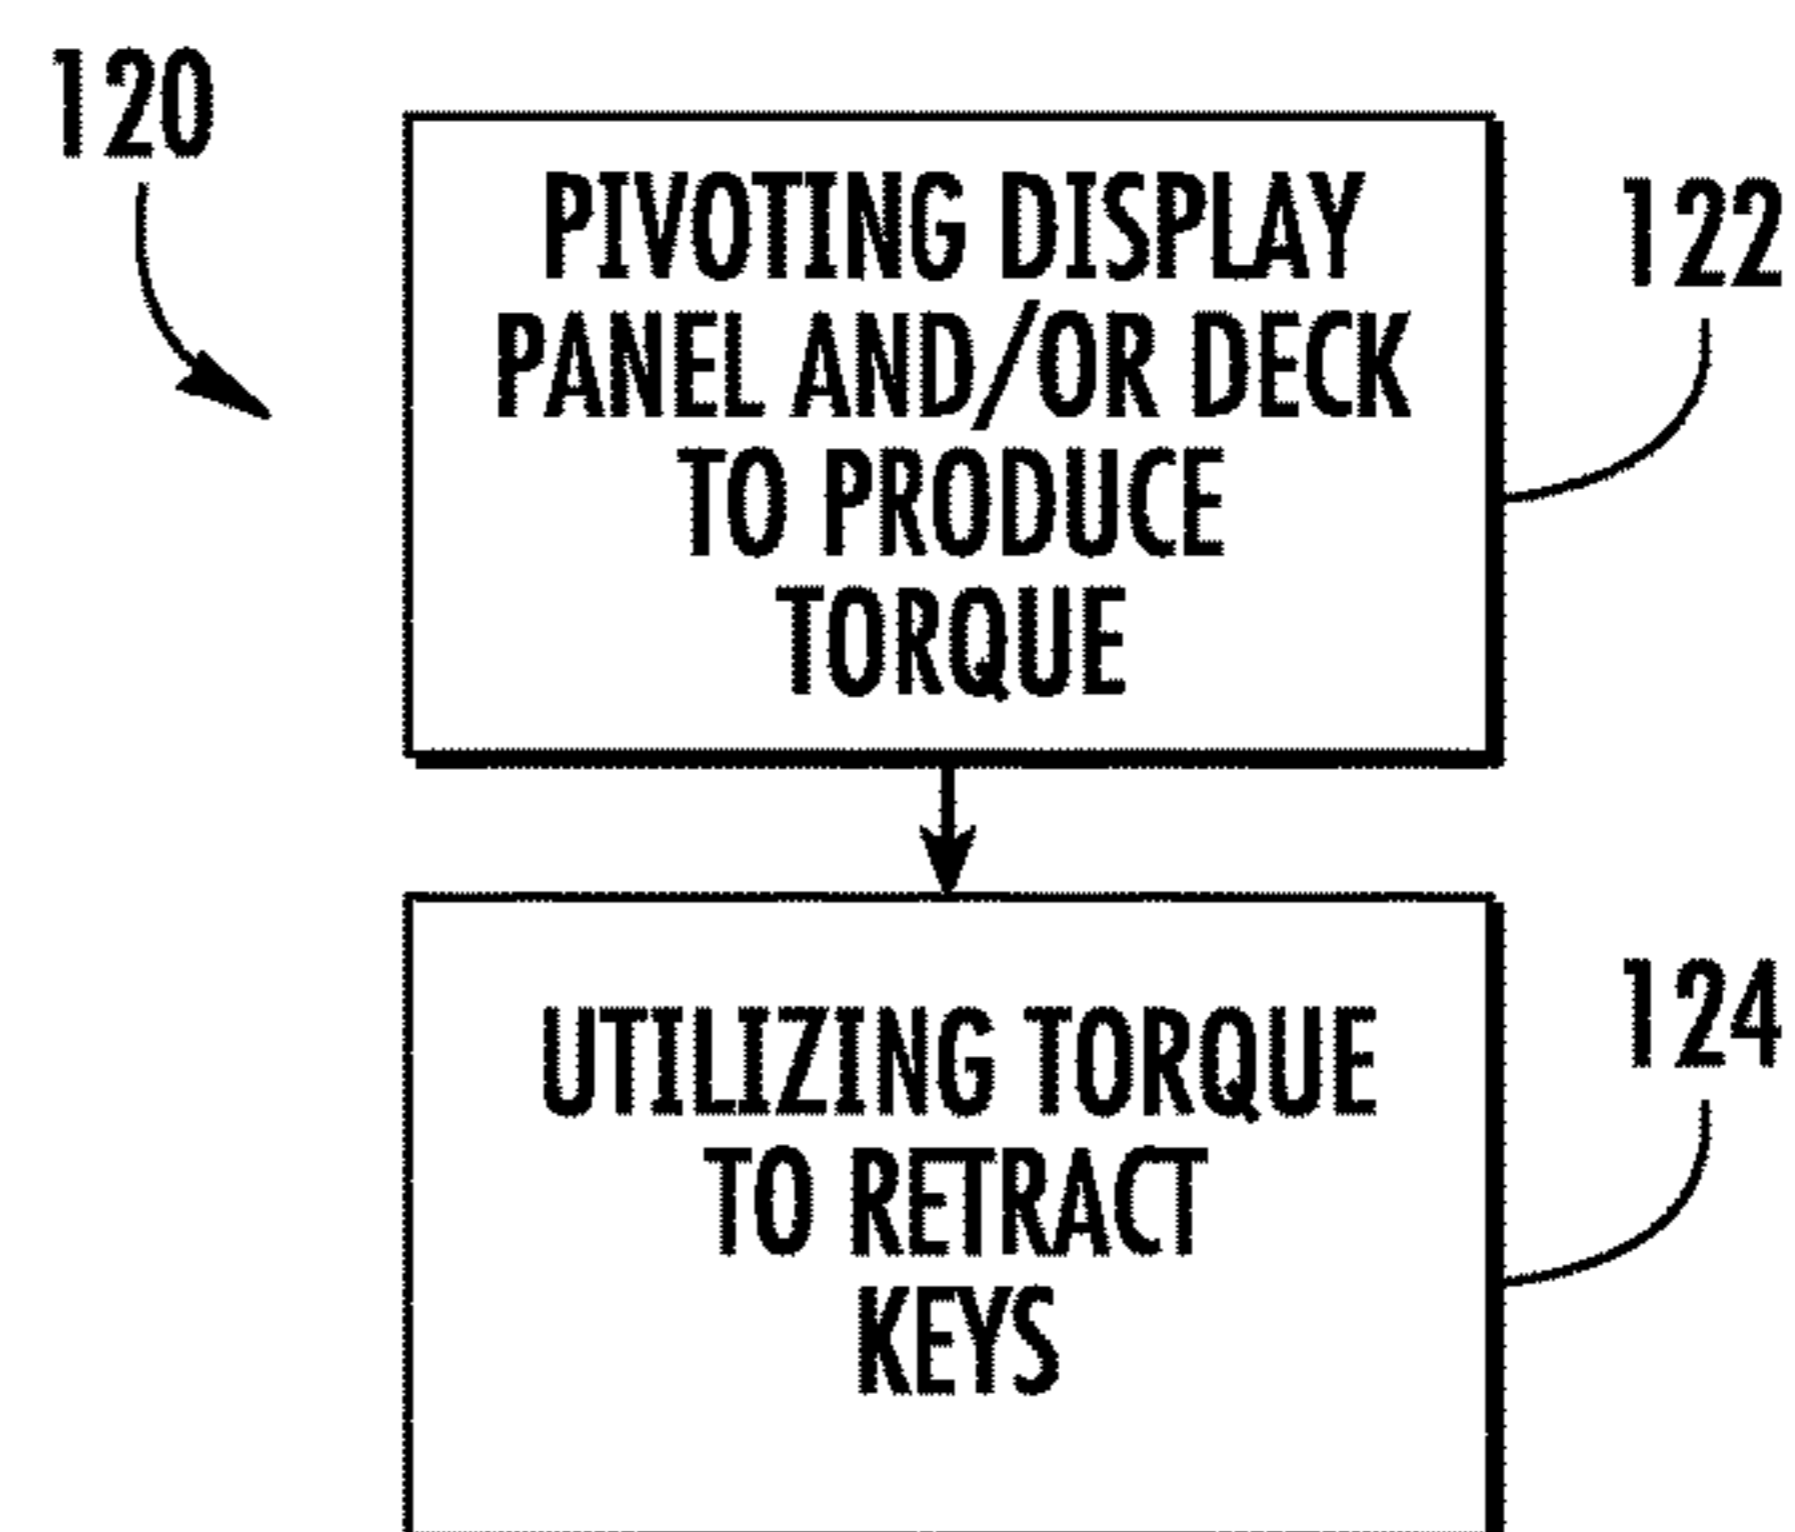 120
PIVOTING DISPLAY
PANEL AND/OR DECK
TO PRODUCE
TORQUE
122
UTILIZING TORQUE
TO RETRACT
KEYS
124